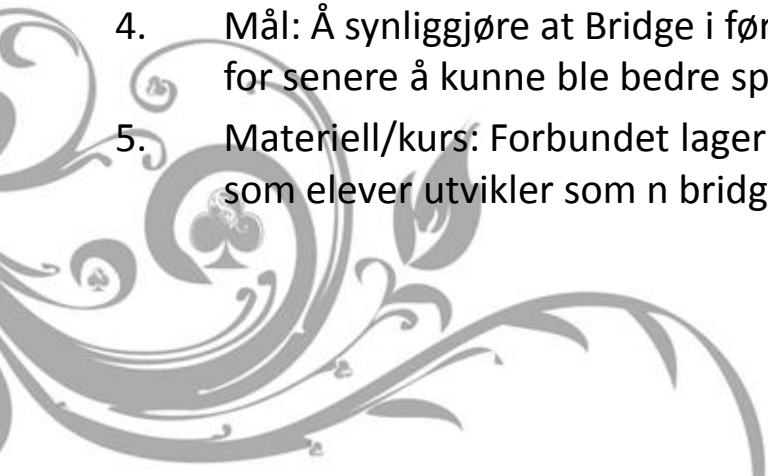 4. Mål: Å synliggjøre at Bridge i før
for senere å kunne ble bedre sp
5. Materiell/kurs: Forbundet lager
som elever utvikler som n bridg